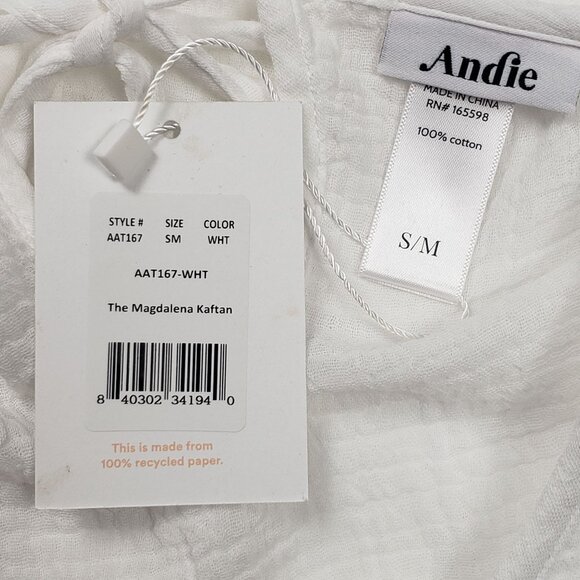 Andie
MADE IN CHINA
RN# 165598
100% cotton
S/M
STYLE # SIZE COLOR
AAT167 SM WHT
AAT167-WHT
The Magdalena Kaftan
8 40302 34194 0
This is made from
100% recycled paper.